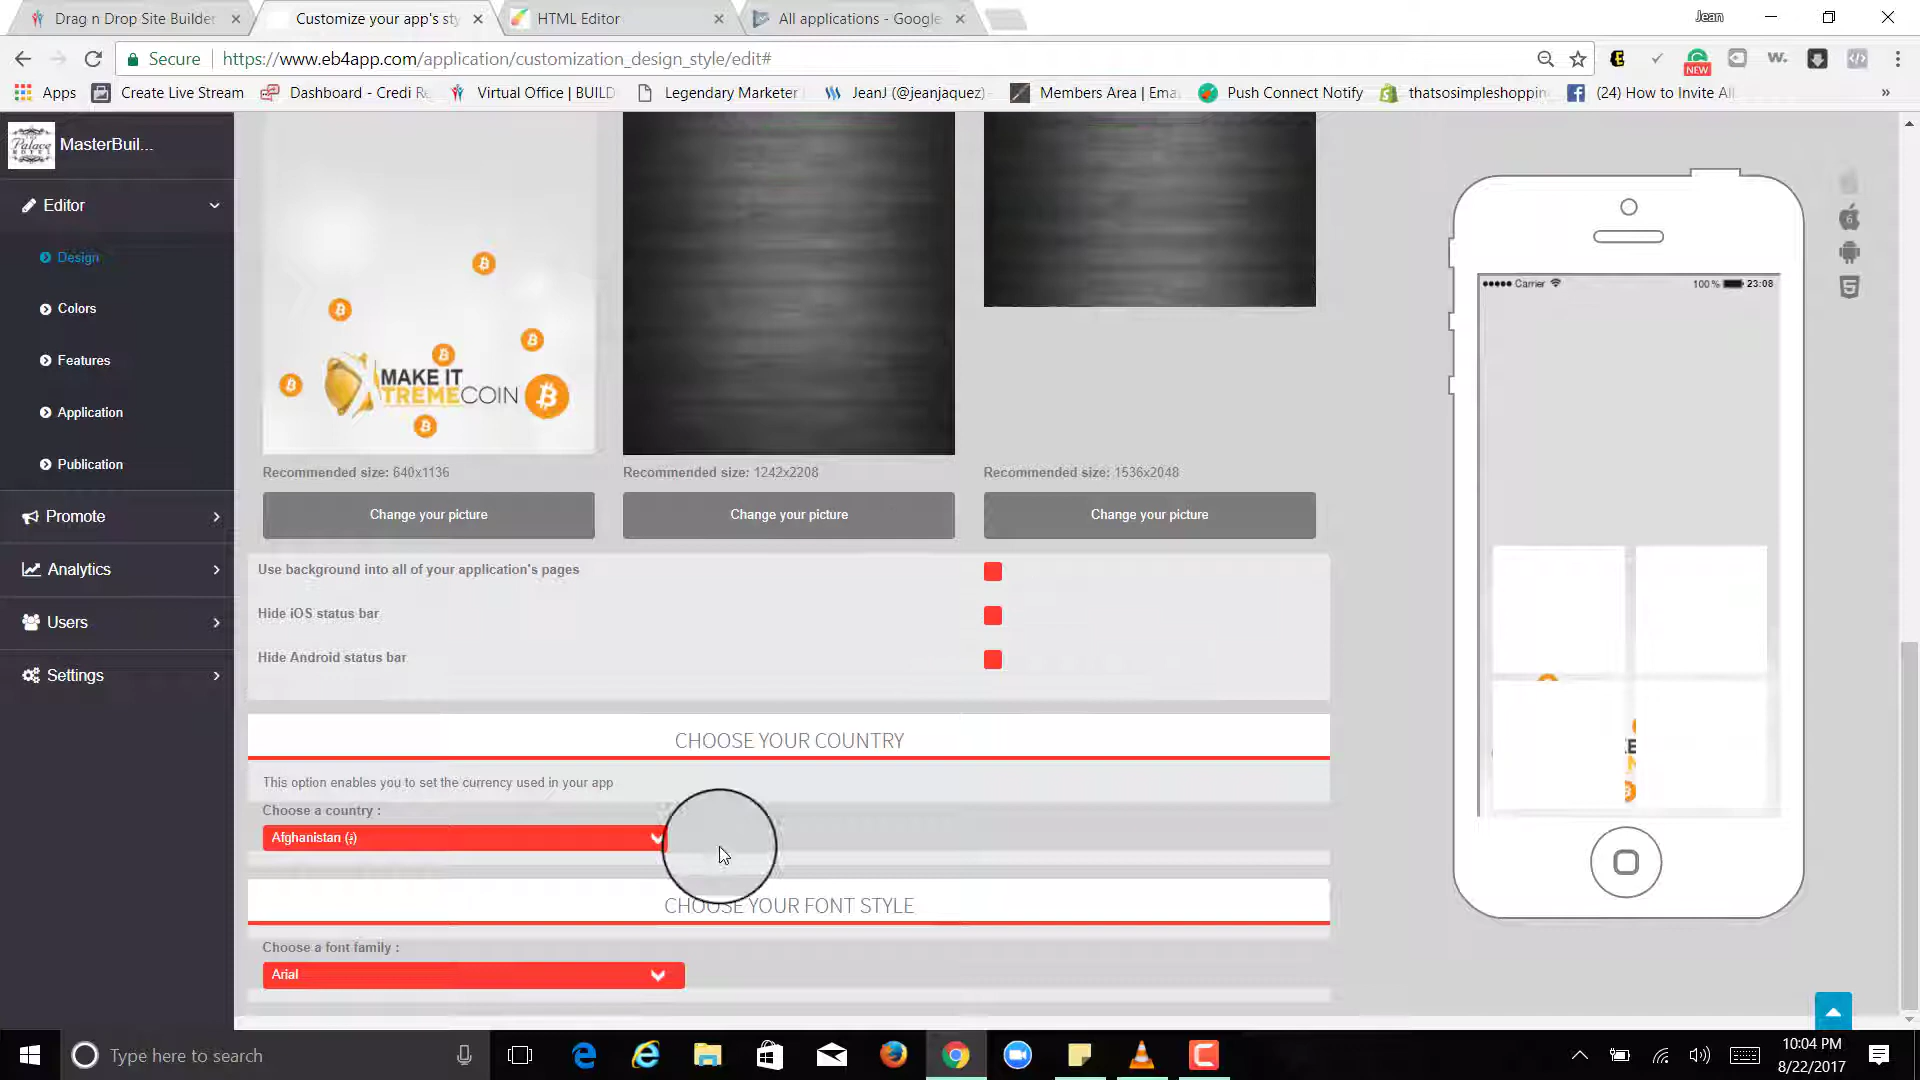 Drag n Drop Site Builder
Customize your app's sty
HTML Editor
All applications - Google
Jean
Secure
https://www.eb4app.com/application/customization_design_style/edit#
NEW
Apps
Create Live Stream
Dashboard - Credi Re
Virtual Office | BUILD
Legendary Marketer
JeanJ (@jeanjaquez)
Members Area | Ema
Push Connect Notify
thatsosimpleshoppin
(24) How to Invite All
MasterBuil...
Editor
Design
Colors
Features
Application
Publication
Promote
Analytics
Users
Settings
MAKE IT
TREMECOIN
Recommended size: 640x1136
Recommended size: 1242x2208
Recommended size: 1536x2048
Change your picture
Change your picture
Change your picture
Use background into all of your application's pages
Hide iOS status bar
Hide Android status bar
CHOOSE YOUR COUNTRY
This option enables you to set the currency used in your app
Choose a country :
Afghanistan (؋)
CHOOSE YOUR FONT STYLE
Choose a font family :
Arial
Carrier
100 %
23:08
Type here to search
10:04 PM
8/22/2017